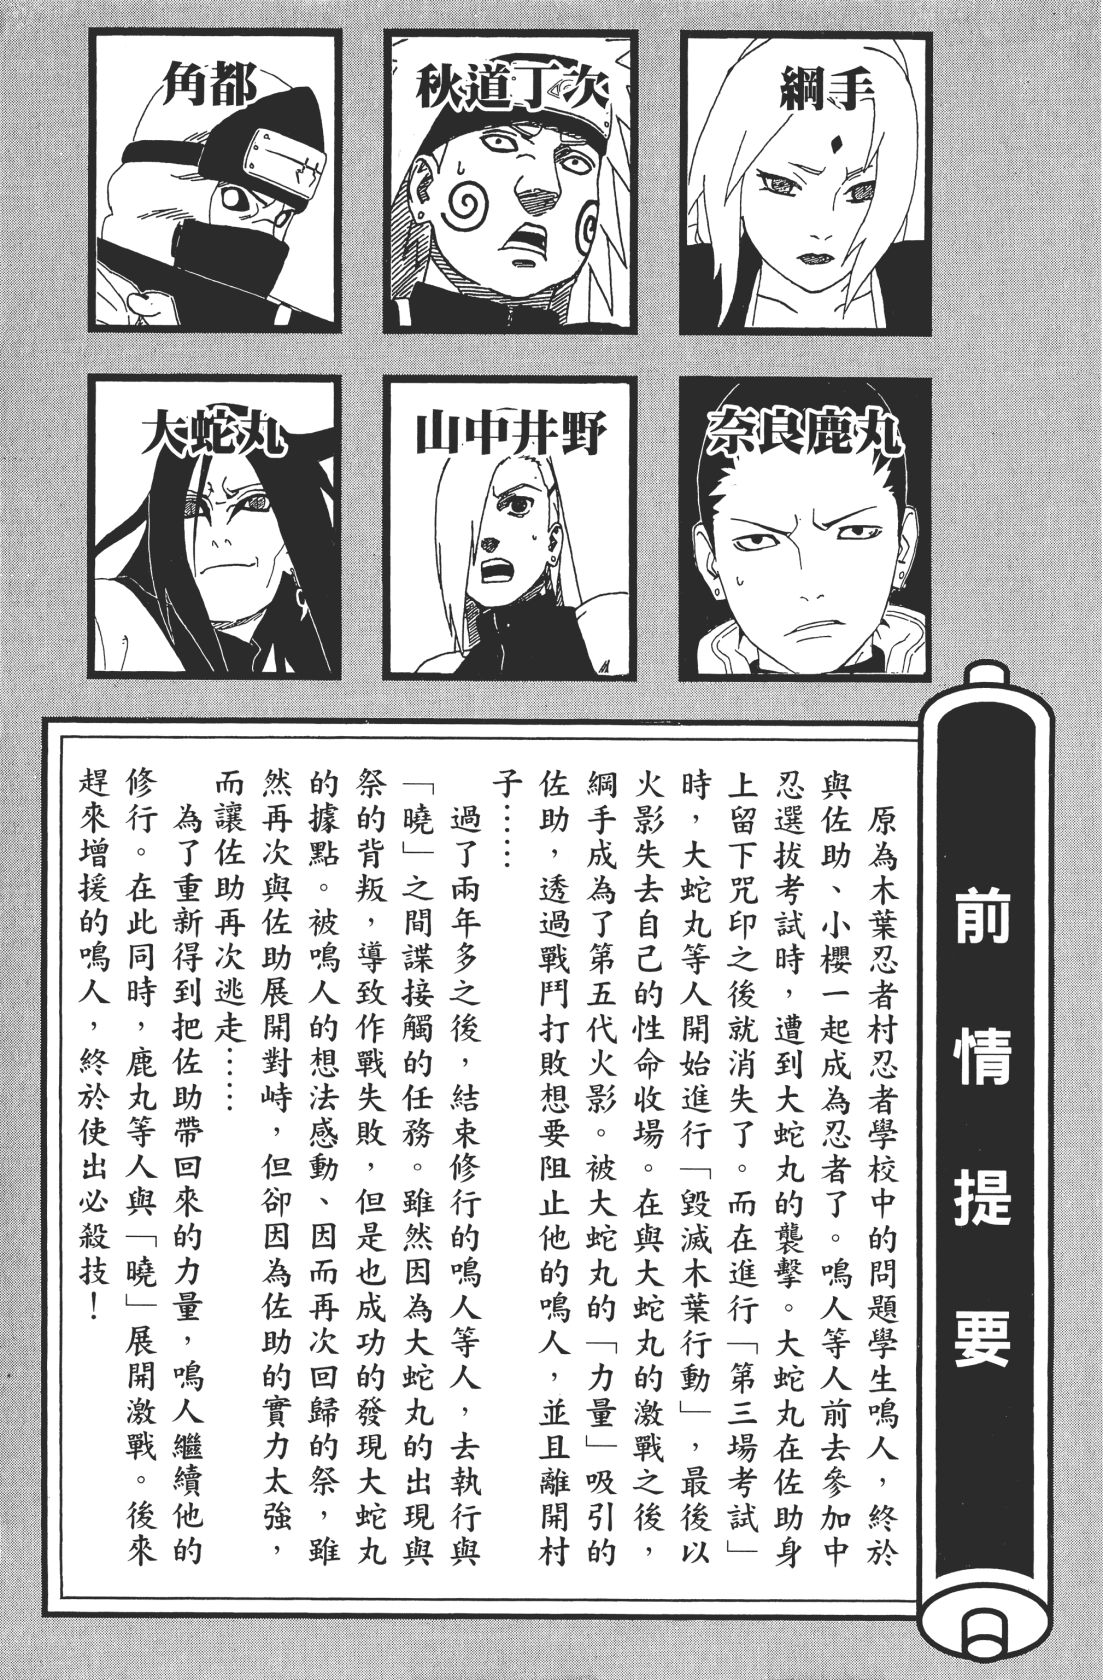 綱手
秋道丁次
角都
奈良鹿丸
山中井野
大蛇丸
前情提要
原為木葉忍者村忍者學校中的問題學生鳴人，終於
與佐助、小櫻一起成為忍者了。鳴人等人前去參加中
忍選拔考試時，遭到大蛇丸的襲擊。大蛇丸在佐助身
上留下咒印之後就消失了。而在進行「第三場考試」
時，大蛇丸等人開始進行「毀滅木葉行動」，最後以
火影失去自己的性命收場。在與大蛇丸的激戰之後，
綱手成為了第五代火影。被大蛇丸的「力量」吸引的
佐助，透過戰鬥打敗想要阻止他的鳴人，並且離開村
子……
過了兩年多之後，結束修行的鳴人等人，去執行與
「曉」之間諜接觸的任務。雖然因為大蛇丸的出現與
祭的背叛，導致作戰失敗，但是也成功的發現大蛇丸
的據點。被鳴人的想法感動、因而再次回歸的祭，雖
然再次與佐助展開對峙，但卻因為佐助的實力太強，
而讓佐助再次逃走……
為了重新得到把佐助帶回來的力量，鳴人繼續他的
修行。在此同時，鹿丸等人與「曉」展開激戰。後來
趕來增援的鳴人，終於使出必殺技！